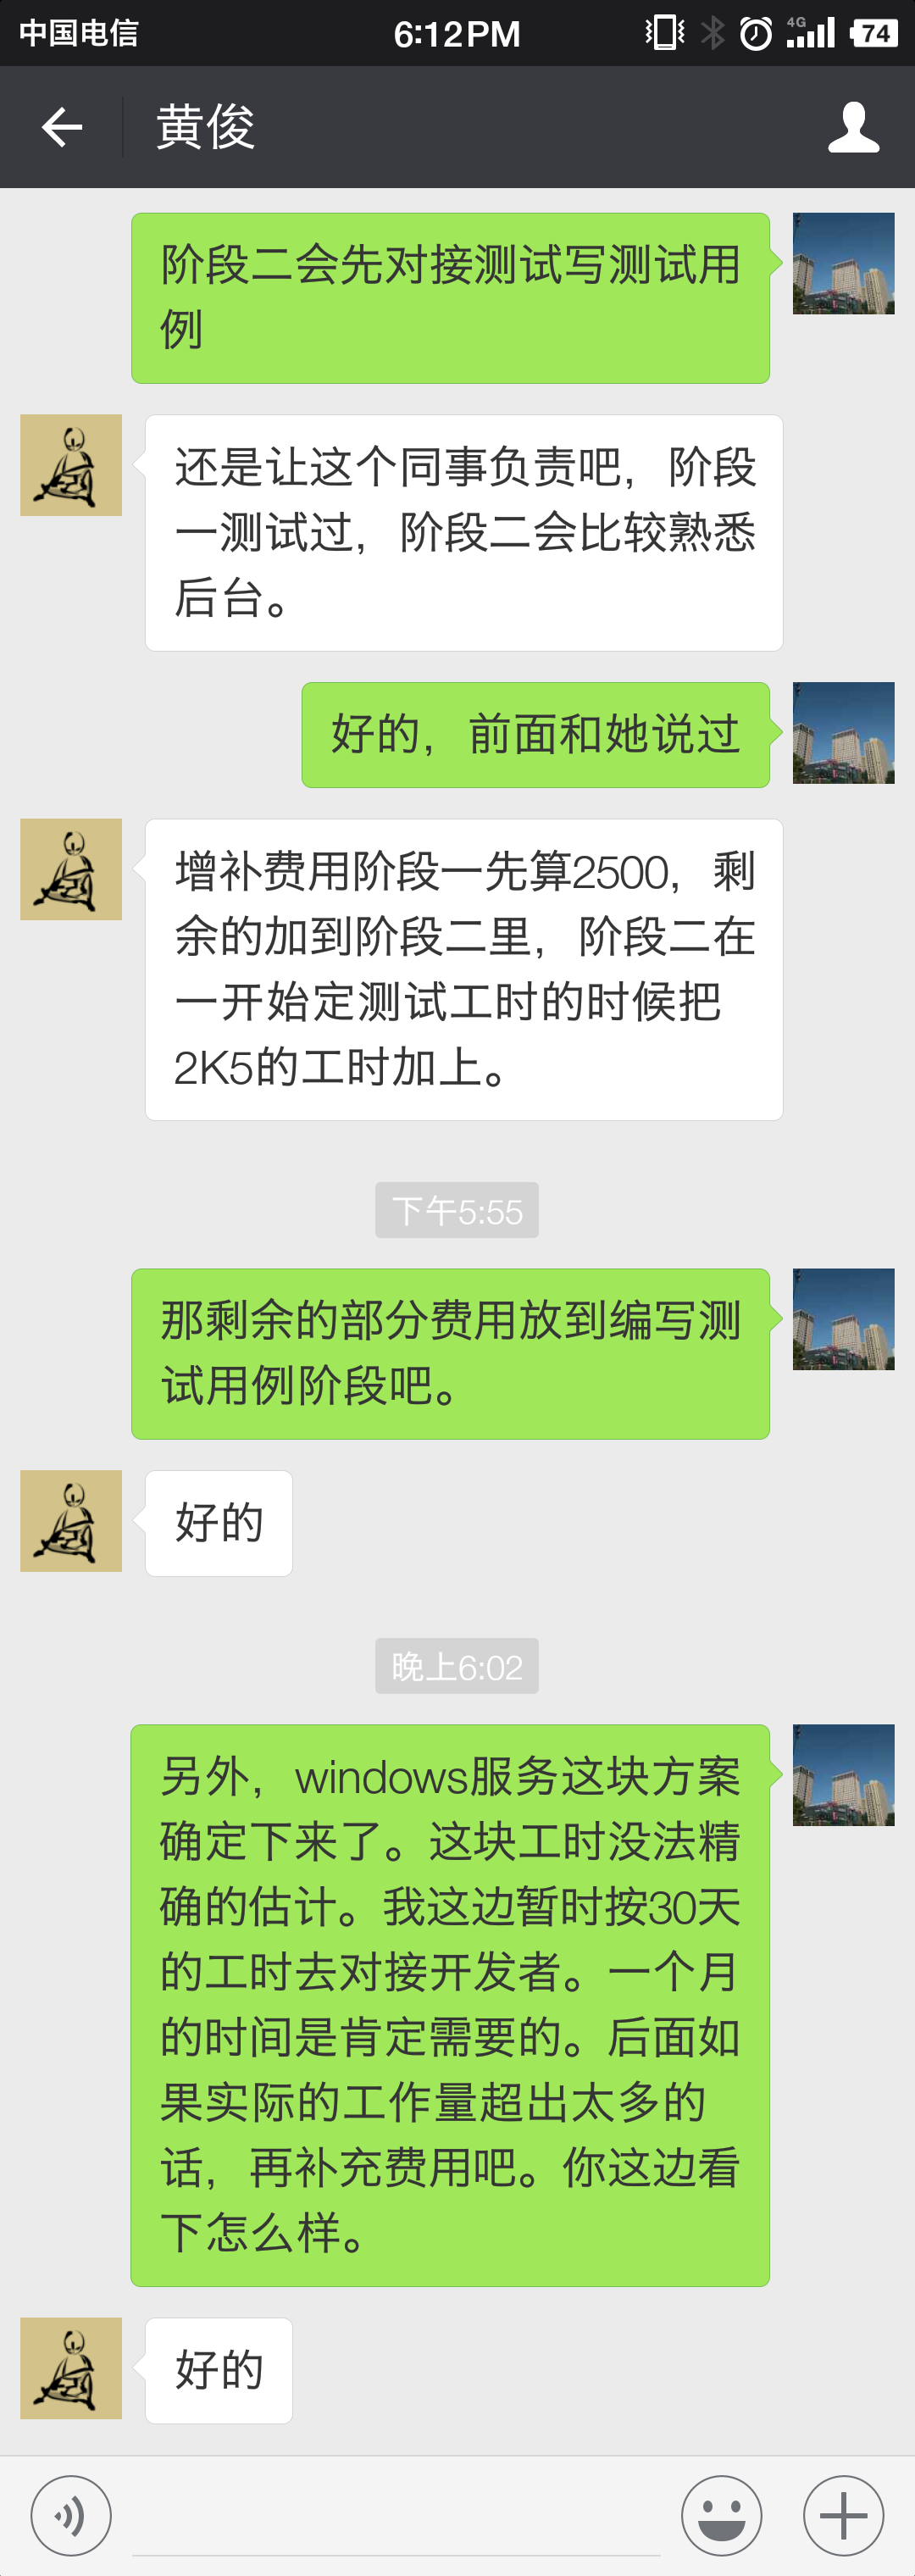 中国电信
6:12PM
4G
74
黄俊
阶段二会先对接测试写测试用
例
还是让这个同事负责吧，阶段
一测试过，阶段二会比较熟悉
后台。
好的，前面和她说过
增补费用阶段一先算2500，剩
余的加到阶段二里，阶段二在
一开始定测试工时的时候把
2K5的工时加上。
下午5:55
那剩余的部分费用放到编写测
试用例阶段吧。
好的
晚上6:02
另外，windows服务这块方案
确定下来了。这块工时没法精
确的估计。我这边暂时按30天
的工时去对接开发者。一个月
的时间是肯定需要的。后面如
果实际的工作量超出太多的
话，再补充费用吧。你这边看
下怎么样。
好的